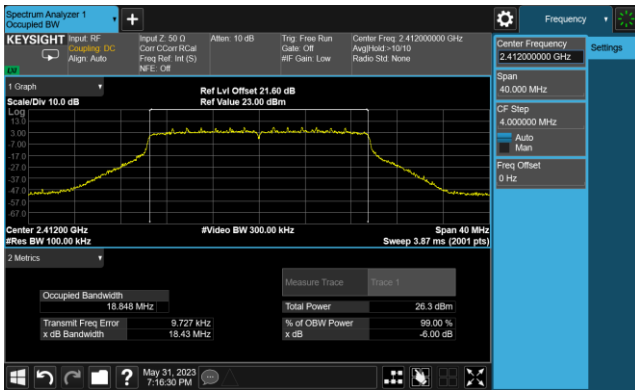 Spectrum Analyzer 1
Occupied BW
+
Frequency
KEYSIGHT
Input: RF
Coupling: DC
Align: Auto
Input Z: 50 Ω
Corr CCorr RCal
Freq Ref: Int (S)
NFE: Off
Atten: 10 dB
Trig: Free Run
Gate: Off
#IF Gain: Low
Center Freq: 2.412000000 GHz
Avg|Hold:>10/10
Radio Std: None
Center Frequency
2.412000000 GHz
Settings
Span
40.000 MHz
CF Step
4.000000 MHz
Auto
Man
Freq Offset
0 Hz
1 Graph
Scale/Div 10.0 dB
Ref Lvl Offset 21.60 dB
Ref Value 23.00 dBm
Log
13.0
3.00
-7.00
-17.0
-27.0
-37.0
-47.0
-57.0
-67.0
Center 2.41200 GHz
#Res BW 100.00 kHz
#Video BW 300.00 kHz
Span 40 MHz
Sweep 3.87 ms (2001 pts)
2 Metrics
Measure Trace
Trace 1
Occupied Bandwidth
18.848 MHz
Total Power
26.3 dBm
Transmit Freq Error
9.727 kHz
% of OBW Power
99.00 %
x dB Bandwidth
18.43 MHz
x dB
-6.00 dB
?
May 31, 2023
7:16:30 PM